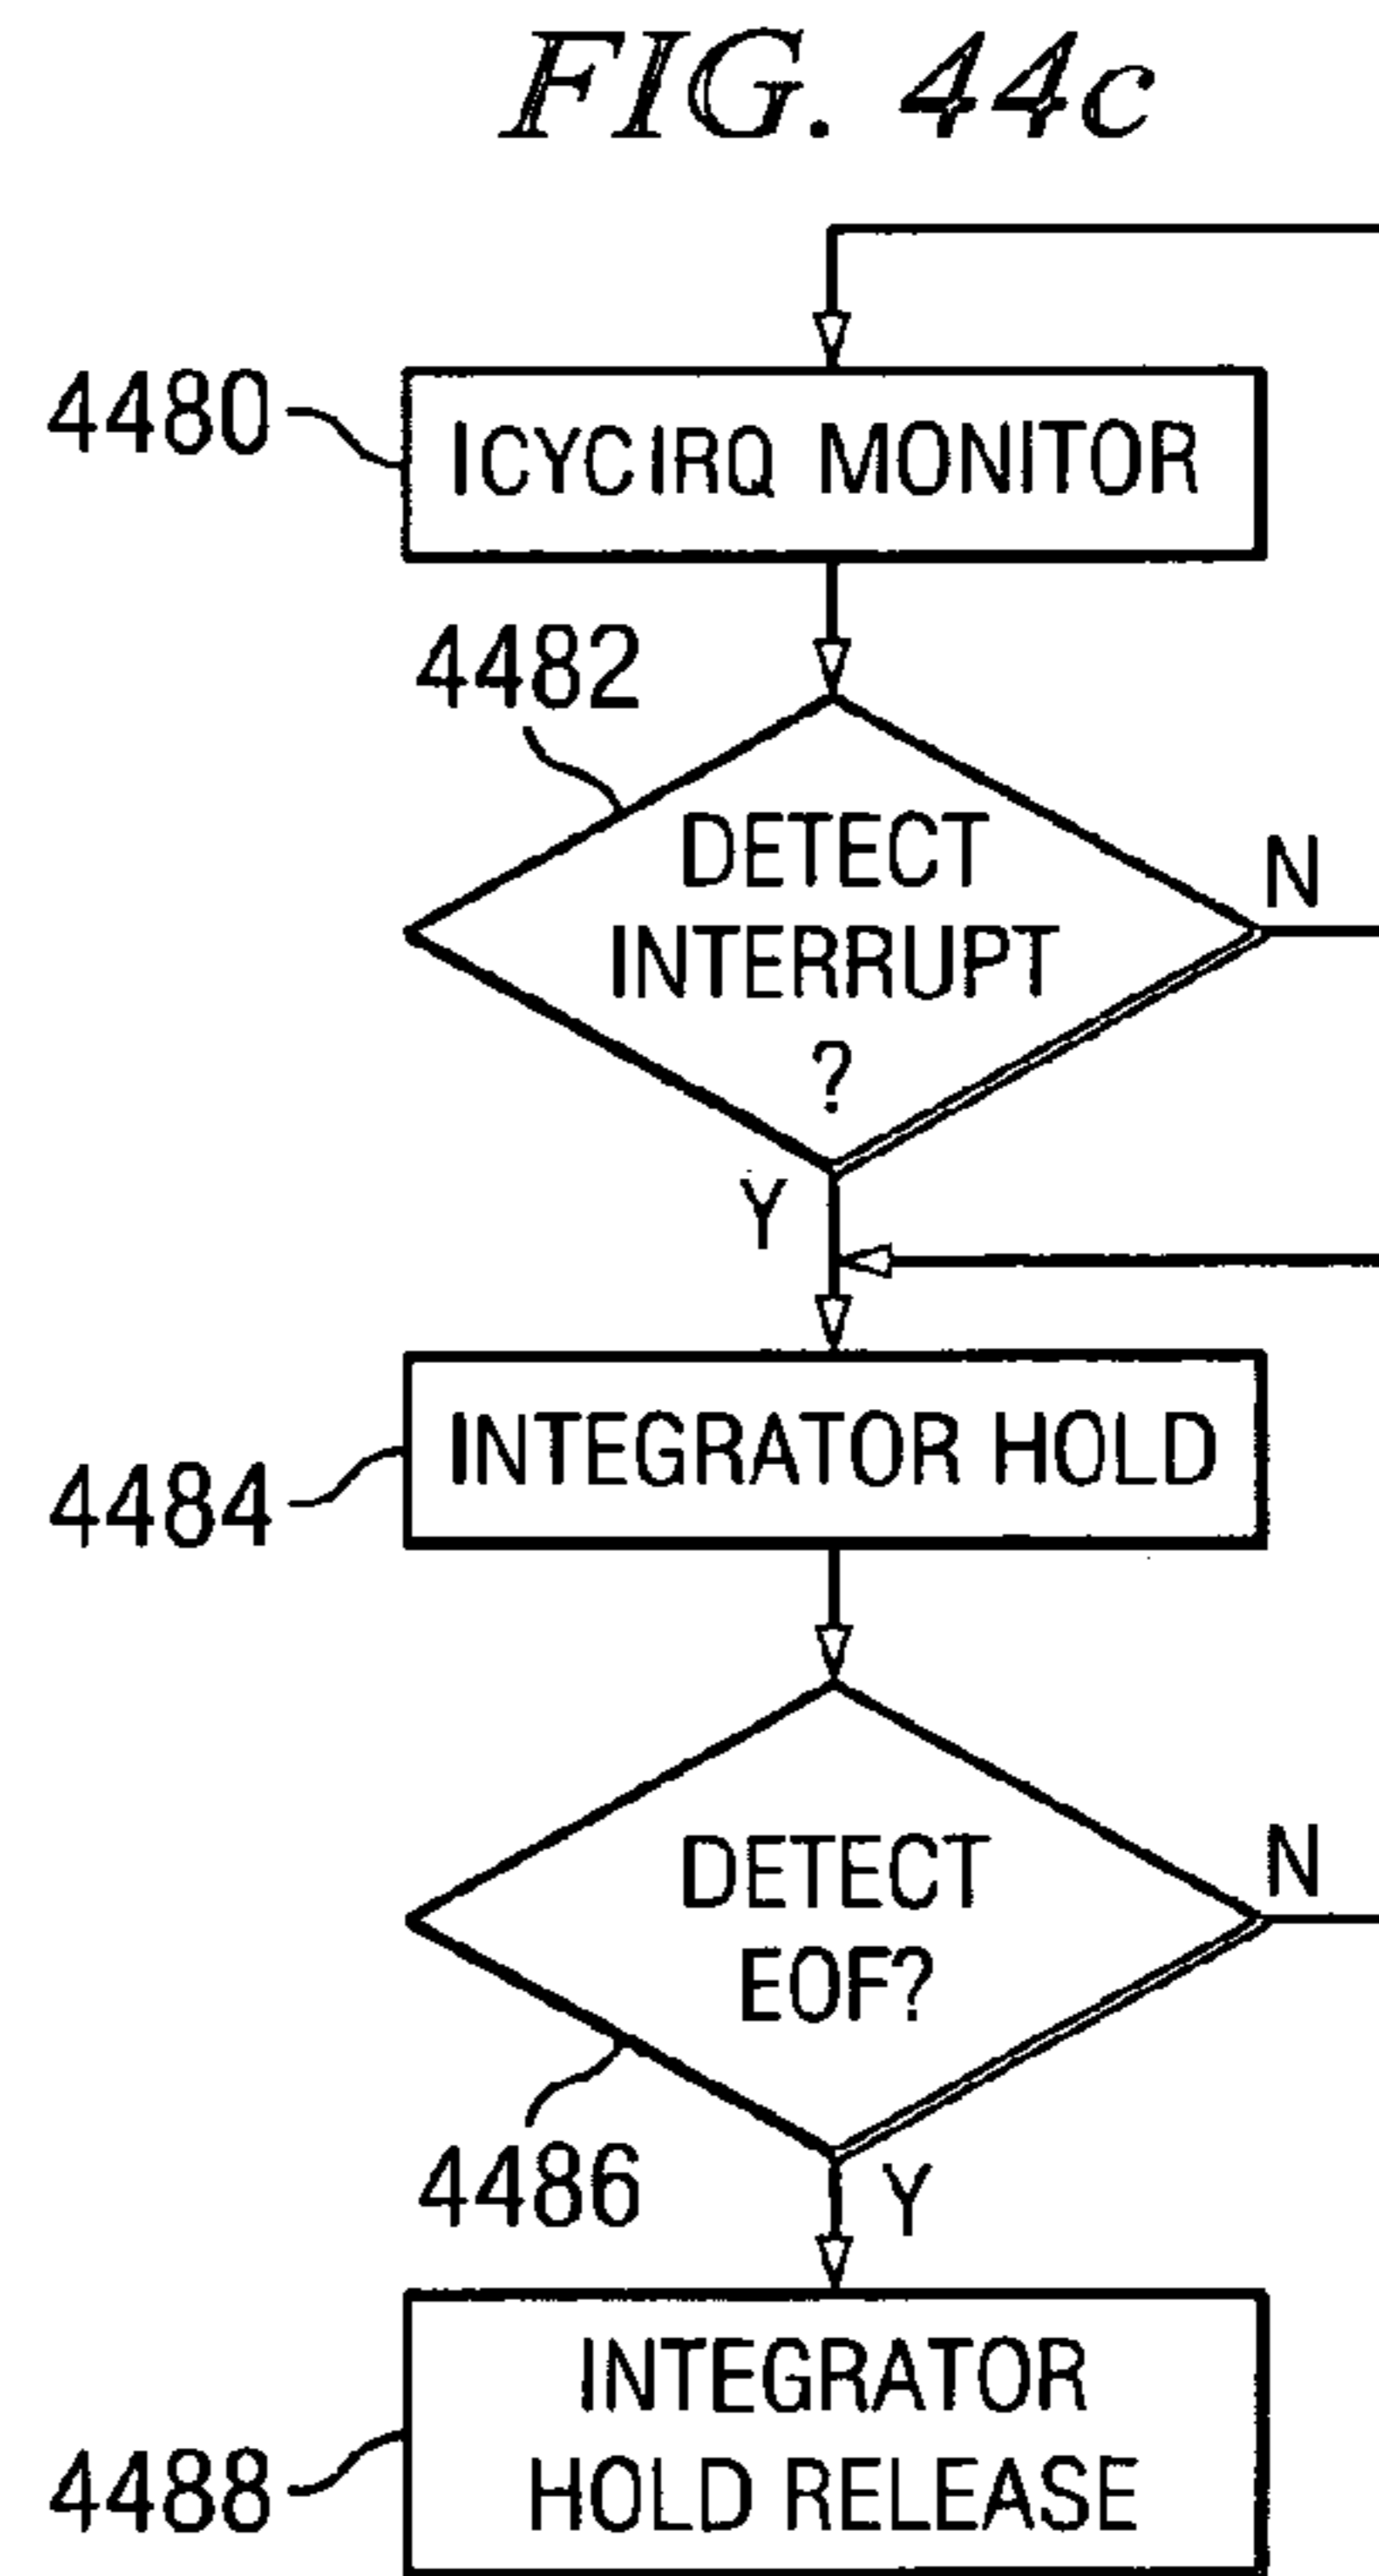 FIG. 44c
4480
ICYCIRQ MONITOR
4482
DETECT
INTERRUPT
?
N
Y
INTEGRATOR HOLD
4484
DETECT
EOF?
N
4486
Y
INTEGRATOR
HOLD RELEASE
4488